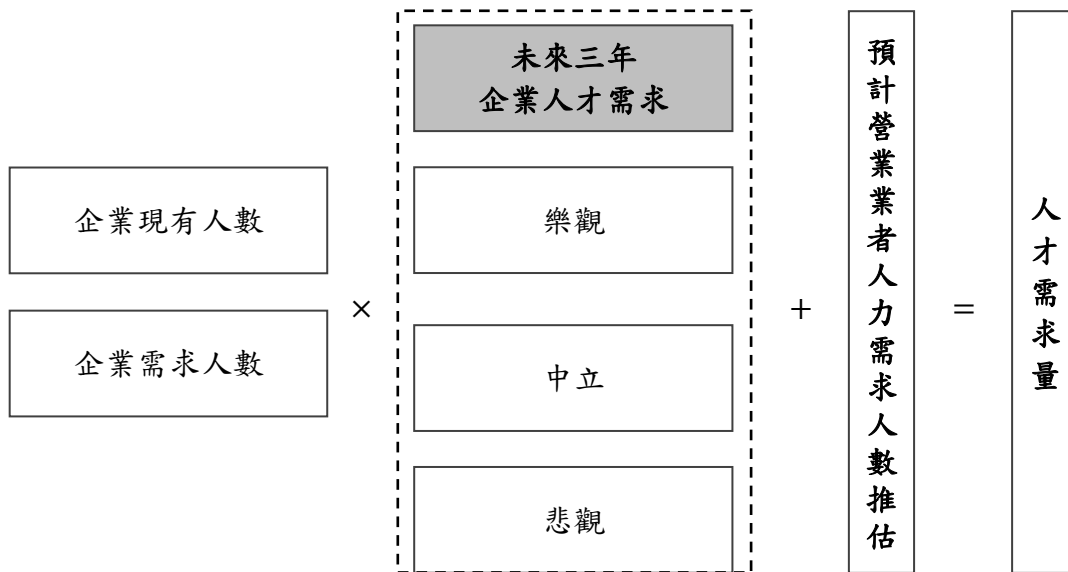 未來三年
企業人才需求
企業現有人數
企業需求人數
×
樂觀
中立
悲觀
+
預計營業業者人力需求人數推估
=
人才需求量